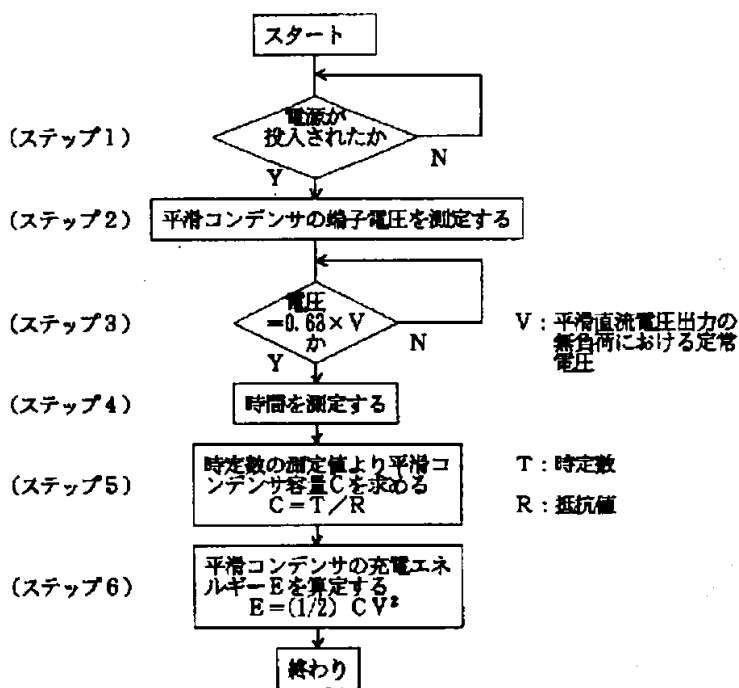 スタート
(ステップ1)
電源が
投入されたか
N
Y
(ステップ2)
平滑コンデンサの端子電圧を測定する
(ステップ3)
電圧
=0.63×V
か
N
Y
V:平滑直流電圧出力の
無負荷における定常
電圧
(ステップ4)
時間を測定する
(ステップ5)
時定数の測定値より平滑コ
ンデンサ容量Cを求める
C=T/R
T:時定数
R:抵抗値
(ステップ6)
平滑コンデンサの充電エネ
ルギーEを算定する
E=(1/2) CV²
終わり